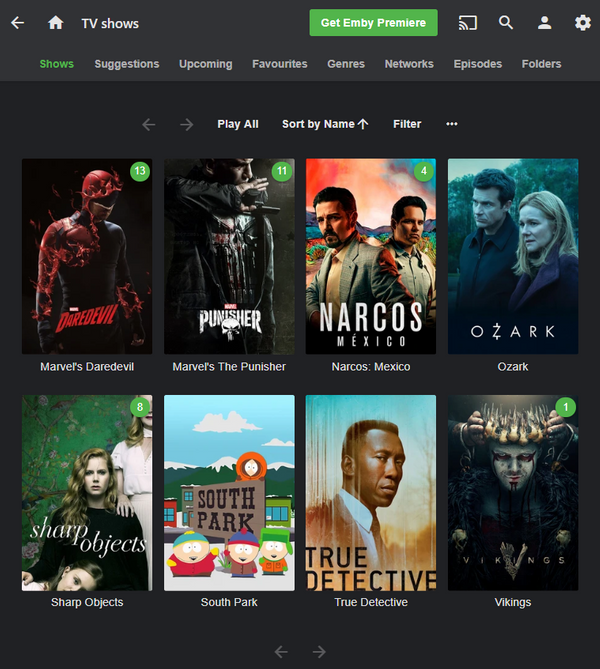 TV shows
Get Emby Premiere
Shows Suggestions Upcoming Favourites Genres Networks Episodes Folders
Play All Sort by Name Filter
13 11 4
MARVEL MARVEL
DAREDEVIL THE PUNISHER NARCOS OZARK
MÉXICO
Marvel's Daredevil Marvel's The Punisher Narcos: Mexico Ozark
8 1
sharp objects
SOUTH PARK
TRUE DETECTIVE
VIKINGS
Sharp Objects South Park True Detective Vikings